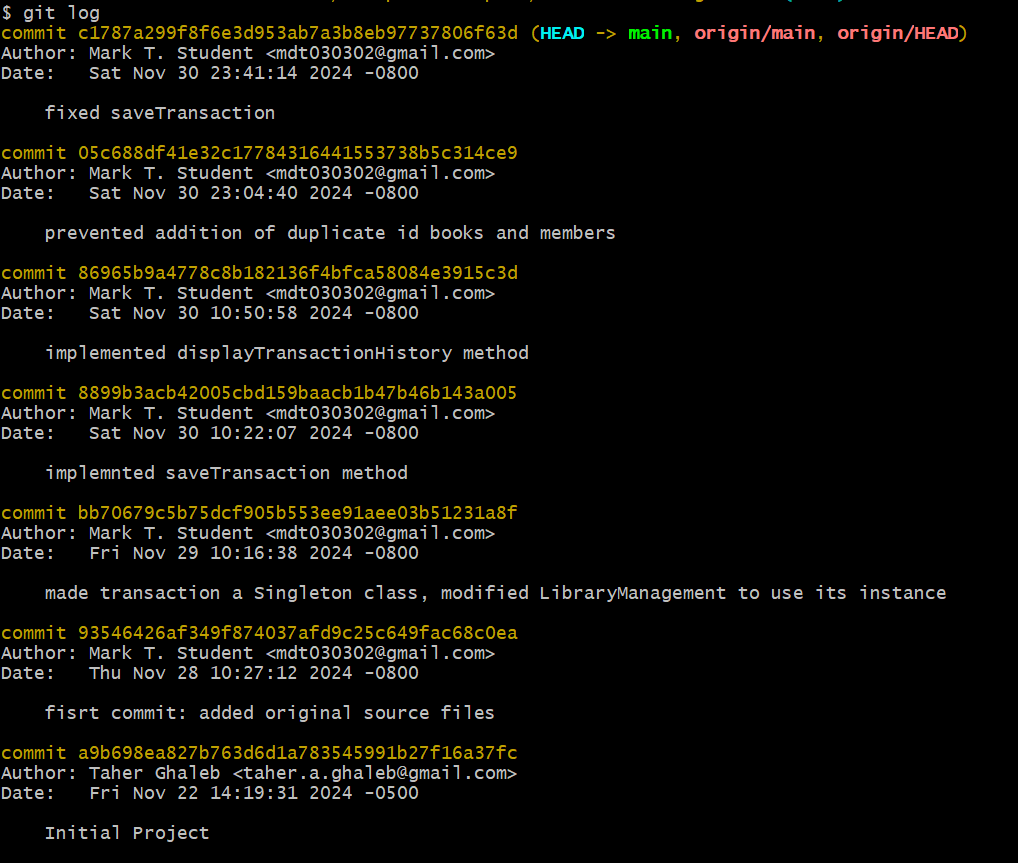 $ git log
commit c1787a299f8f6e3d953ab7a3b8eb97737806f63d (HEAD -> main, origin/main, origin/HEAD)
Author: Mark T. Student <mdt030302@gmail.com>
Date:   Sat Nov 30 23:41:14 2024 -0800
    fixed saveTransaction
commit 05c688df41e32c17784316441553738b5c314ce9
Author: Mark T. Student <mdt030302@gmail.com>
Date:   Sat Nov 30 23:04:40 2024 -0800
    prevented addition of duplicate id books and members
commit 86965b9a4778c8b182136f4bfca58084e3915c3d
Author: Mark T. Student <mdt030302@gmail.com>
Date:   Sat Nov 30 10:50:58 2024 -0800
    implemented displayTransactionHistory method
commit 8899b3acb42005cbd159baacb1b47b46b143a005
Author: Mark T. Student <mdt030302@gmail.com>
Date:   Sat Nov 30 10:22:07 2024 -0800
    implemnted saveTransaction method
commit bb70679c5b75dcf905b553ee91aee03b51231a8f
Author: Mark T. Student <mdt030302@gmail.com>
Date:   Fri Nov 29 10:16:38 2024 -0800
    made transaction a Singleton class, modified LibraryManagement to use its instance
commit 93546426af349f874037afd9c25c649fac68c0ea
Author: Mark T. Student <mdt030302@gmail.com>
Date:   Thu Nov 28 10:27:12 2024 -0800
    fisrt commit: added original source files
commit a9b698ea827b763d6d1a783545991b27f16a37fc
Author: Taher Ghaleb <taher.a.ghaleb@gmail.com>
Date:   Fri Nov 22 14:19:31 2024 -0500
    Initial Project